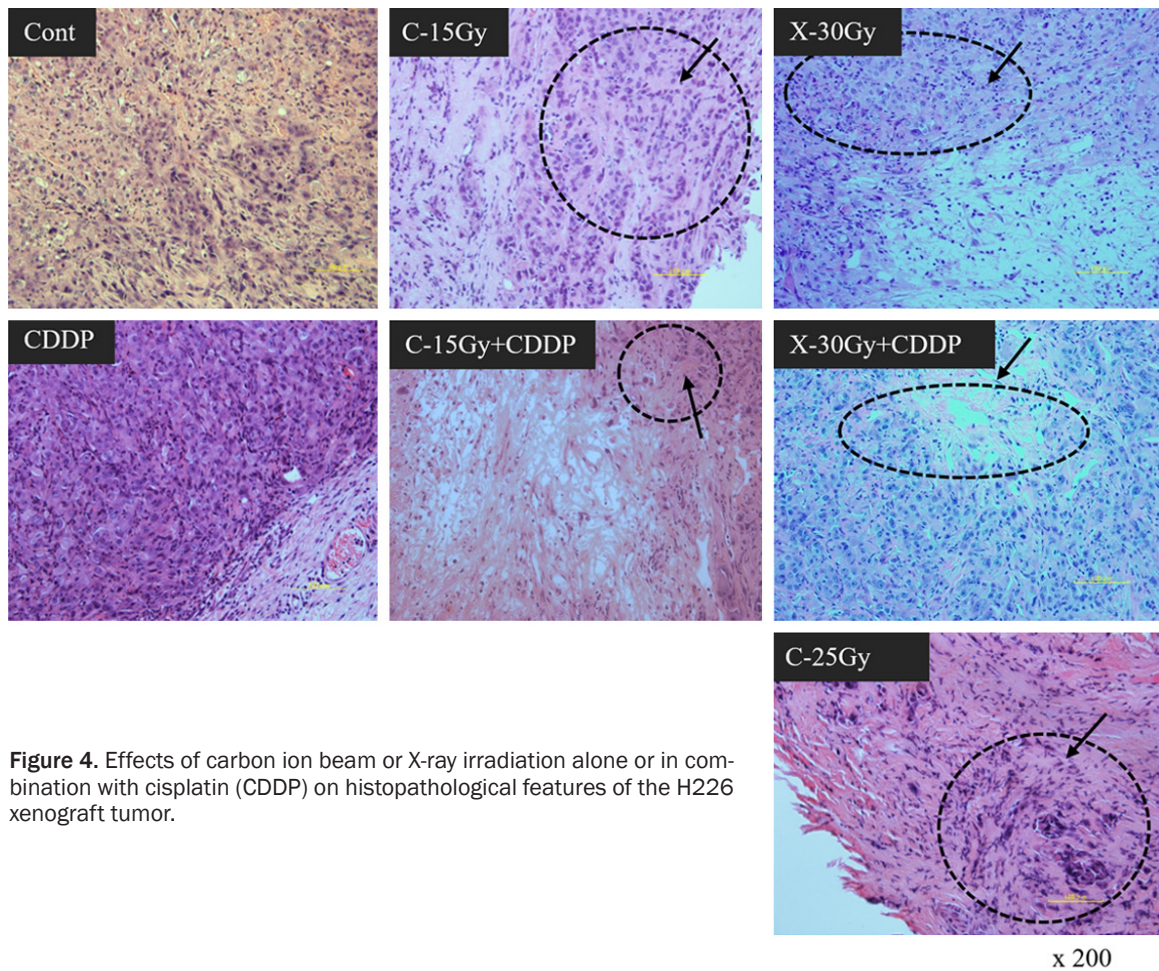 Cont
C-15Gy
X-30Gy
CDDP
C-15Gy+CDDP
X-30Gy+CDDP
C-25Gy
Figure 4. Effects of carbon ion beam or X-ray irradiation alone or in com-
bination with cisplatin (CDDP) on histopathological features of the H226
xenograft tumor.
x 200